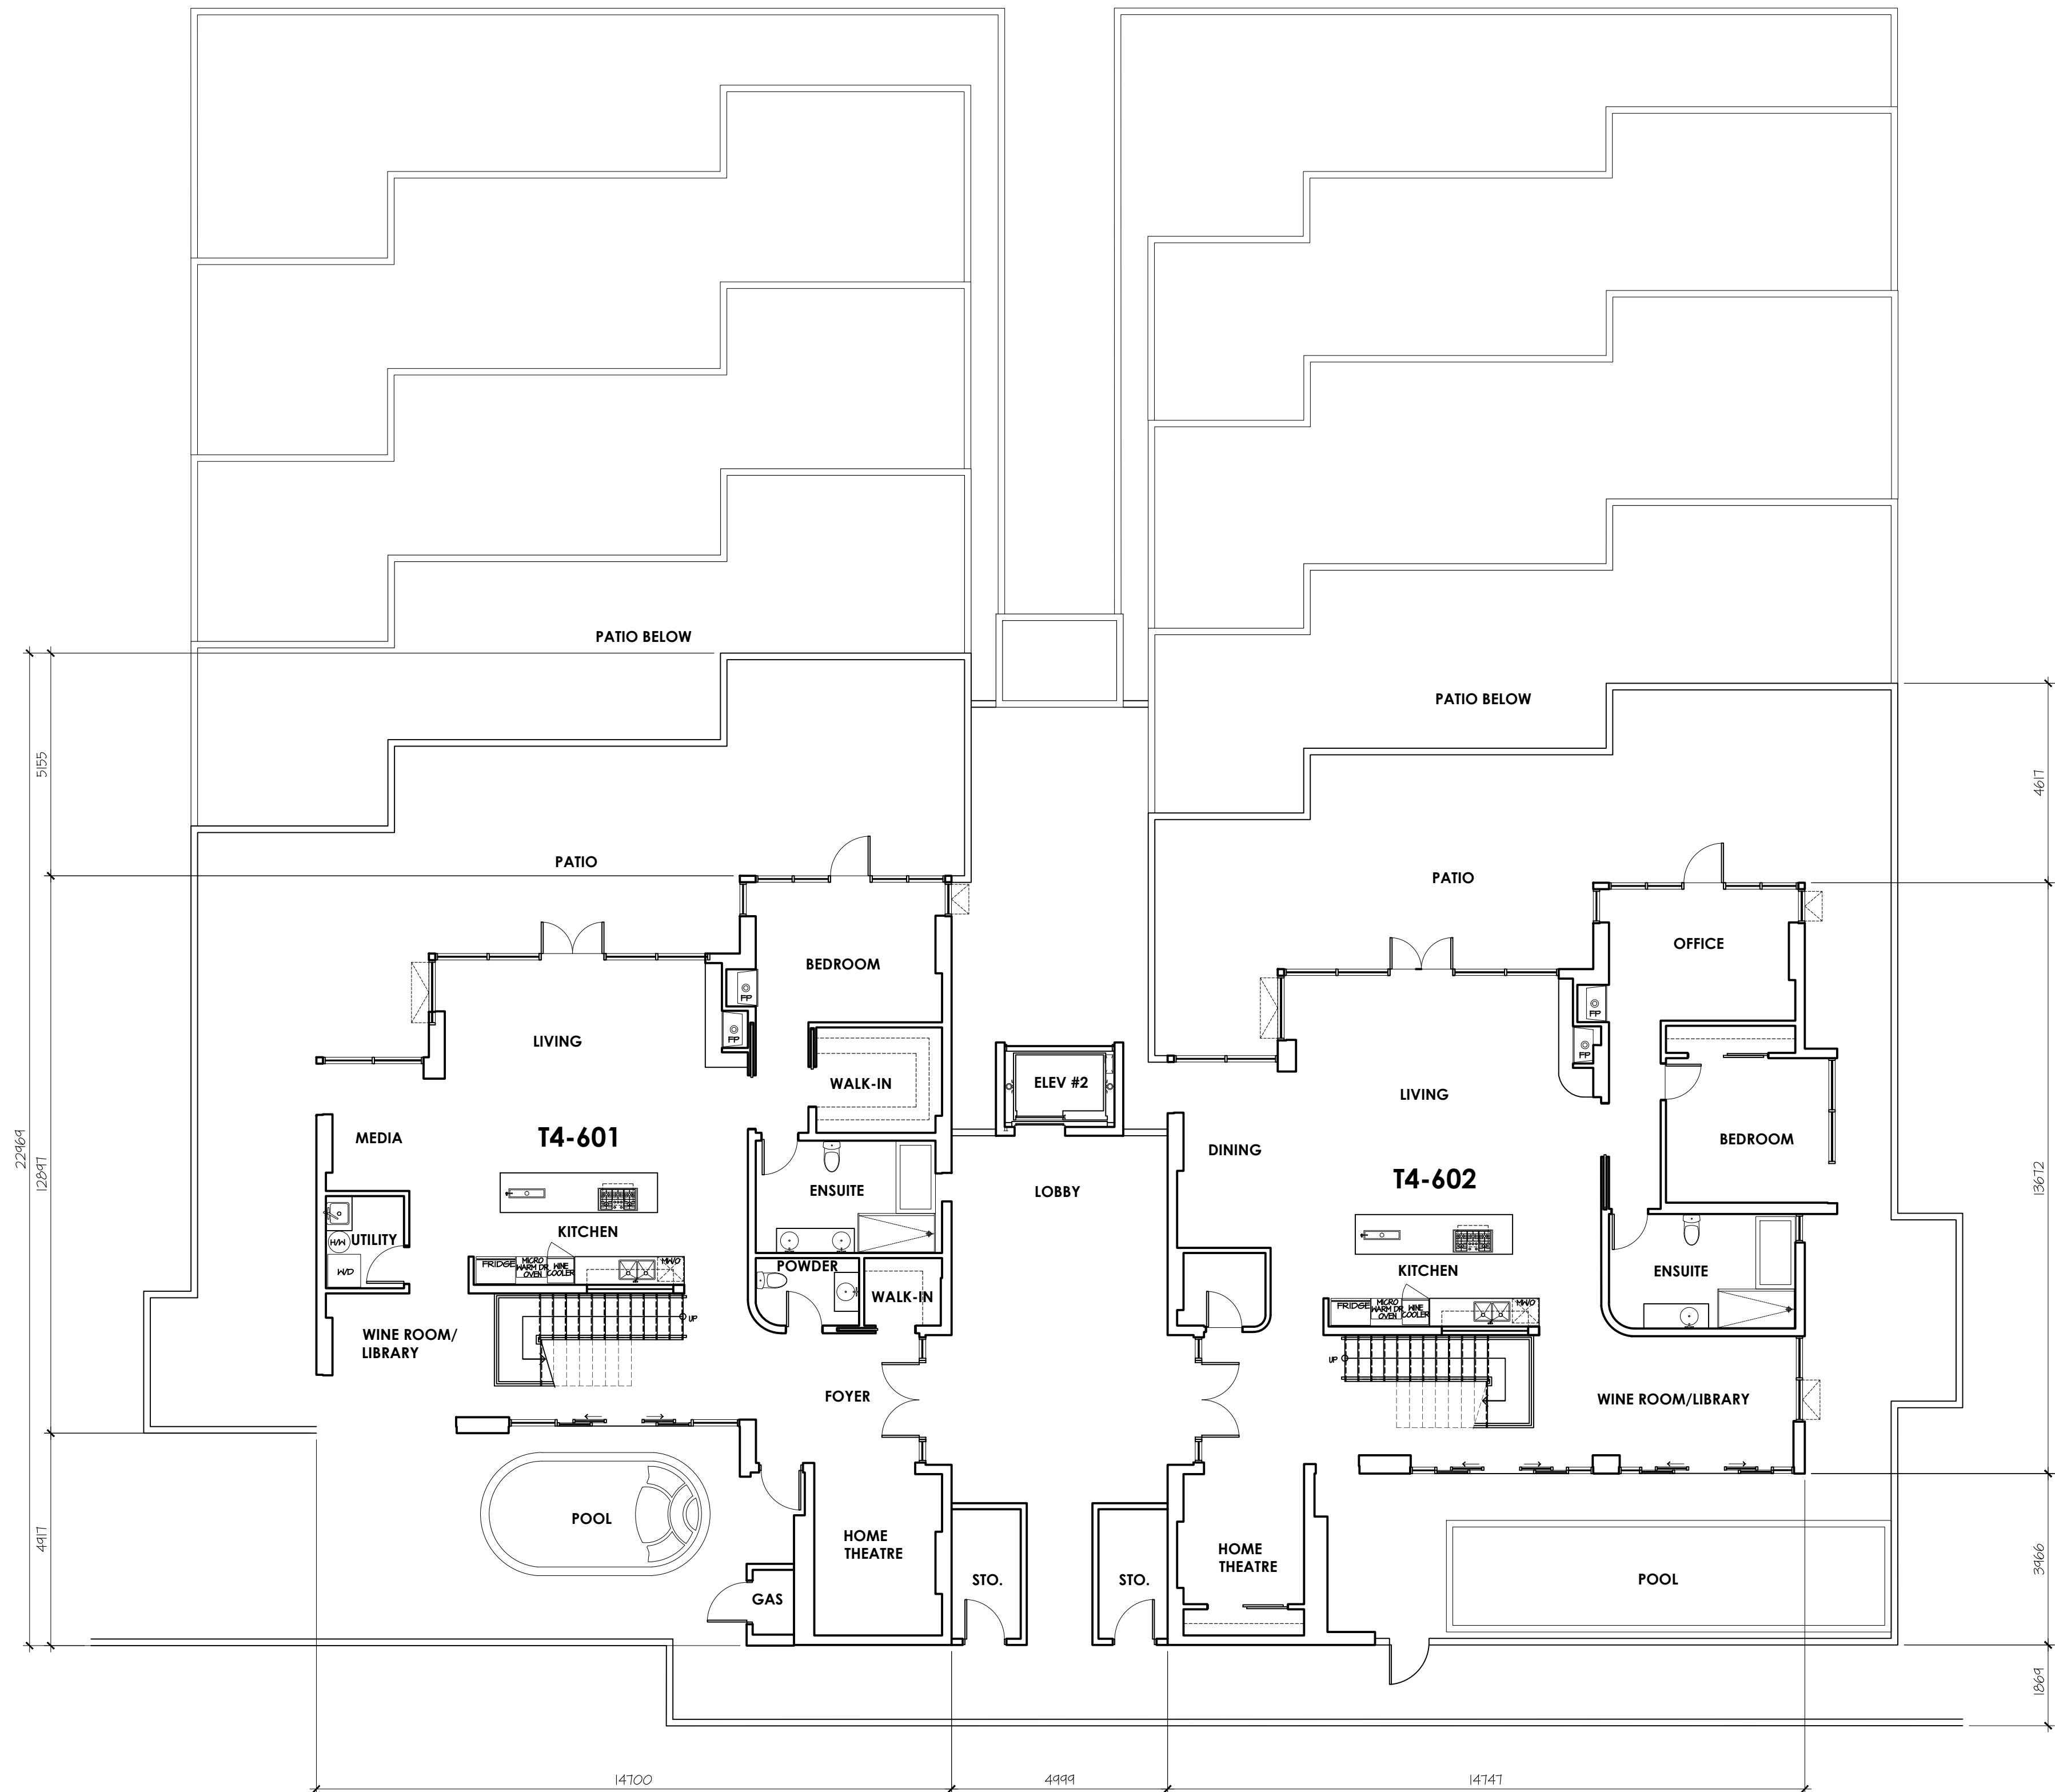 PATIO BELOW
PATIO BELOW
5155
4617
PATIO
PATIO
OFFICE
BEDROOM
FP
FP
FP
FP
LIVING
WALK-IN
ELEV #2
LIVING
MEDIA
T4-601
BEDROOM
DINING
22969
12897
13672
T4-602
ENSUITE
LOBBY
KITCHEN
UTILITY
H/W
W/D
FRIDGE
MICRO
WARM DR.
OVEN
WINE
COOLER
POWDER
WALK-IN
KITCHEN
ENSUITE
FRIDGE
MICRO
WARM DR.
OVEN
WINE
COOLER
UP
WINE ROOM/
LIBRARY
UP
FOYER
WINE ROOM/LIBRARY
POOL
4917
HOME
THEATRE
HOME
THEATRE
3966
STO.
STO.
POOL
GAS
1869
14700
4999
14747